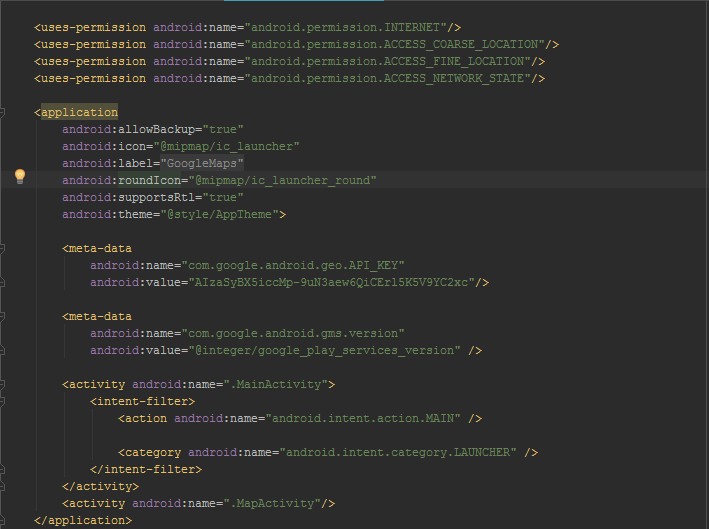 <uses-permission android:name="android.permission.INTERNET"/>
<uses-permission android:name="android.permission.ACCESS_COARSE_LOCATION"/>
<uses-permission android:name="android.permission.ACCESS_FINE_LOCATION"/>
<uses-permission android:name="android.permission.ACCESS_NETWORK_STATE"/>
<application
android:allowBackup="true"
android:icon="@mipmap/ic_launcher"
android:label="GoogleMaps"
android:roundIcon="@mipmap/ic_launcher_round"
android:supportsRtl="true"
android:theme="@style/AppTheme">
<meta-data
android:name="com.google.android.geo.API_KEY"
android:value="AIzaSyBX5iccMp-9uN3aew6QiCErl5K5V9YC2xc"/>
<meta-data
android:name="com.google.android.gms.version"
android:value="@integer/google_play_services_version" />
<activity android:name=".MainActivity">
<intent-filter>
<action android:name="android.intent.action.MAIN" />
<category android:name="android.intent.category.LAUNCHER" />
</intent-filter>
</activity>
<activity android:name=".MapActivity"/>
</application>